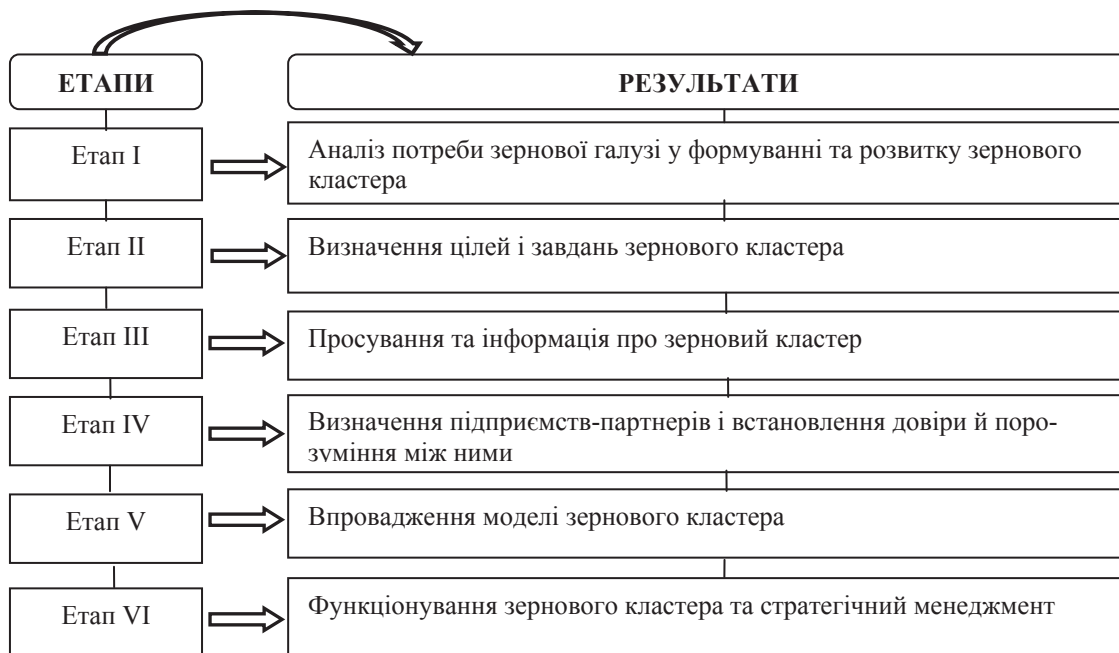 ЕТАПИ
РЕЗУЛЬТАТИ
Етап I
Аналіз потреби зернової галузі у формуванні та розвитку зернового
кластера
Етап II
Визначення цілей і завдань зернового кластера
Етап III
Просування та інформація про зерновий кластер
Етап IV
Визначення підприємств-партнерів і встановлення довіри й поро-
зуміння між ними
Етап V
Впровадження моделі зернового кластера
Етап VI
Функціонування зернового кластера та стратегічний менеджмент